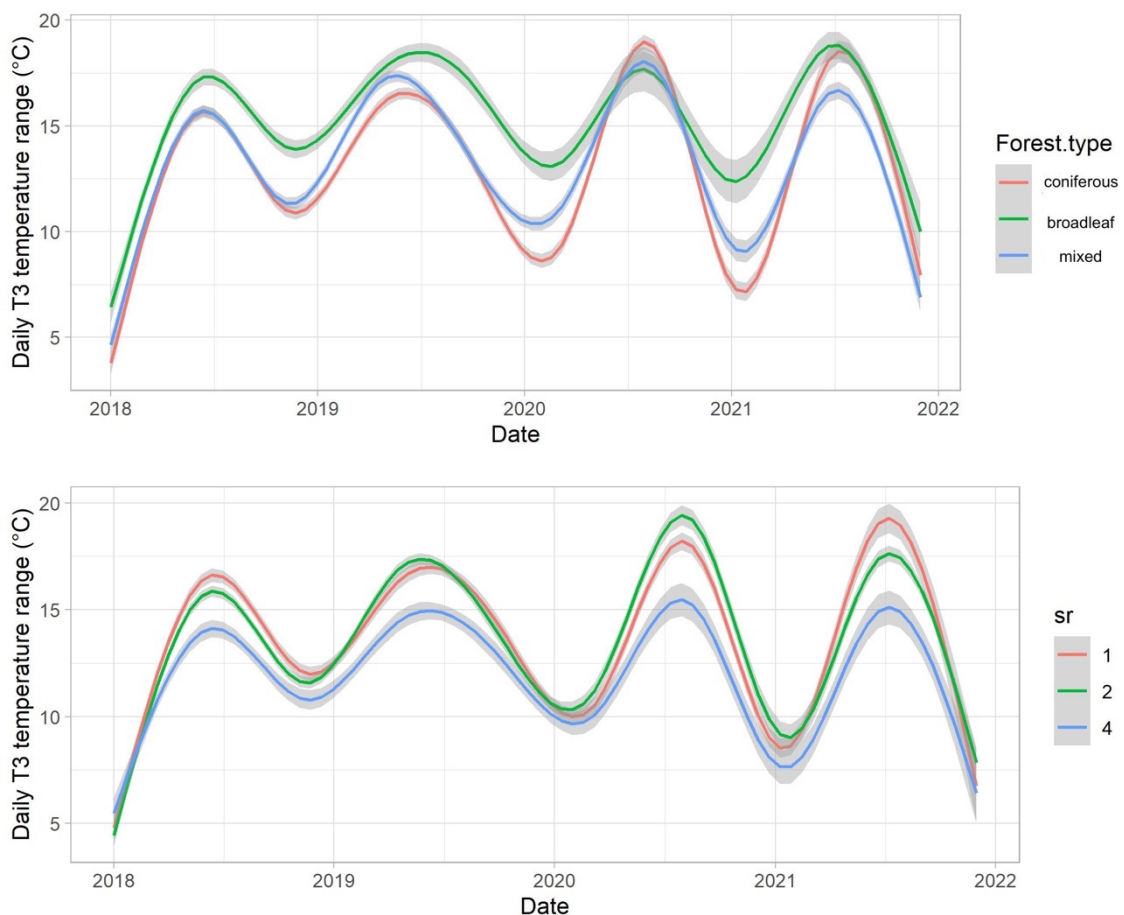 Daily T3 temperature range (°C)
20
15
10
5
2018
2019
2020
2021
2022
Date
Forest.type
coniferous
broadleaf
mixed
Daily T3 temperature range (°C)
20
15
10
5
2018
2019
2020
2021
2022
Date
sr
1
2
4